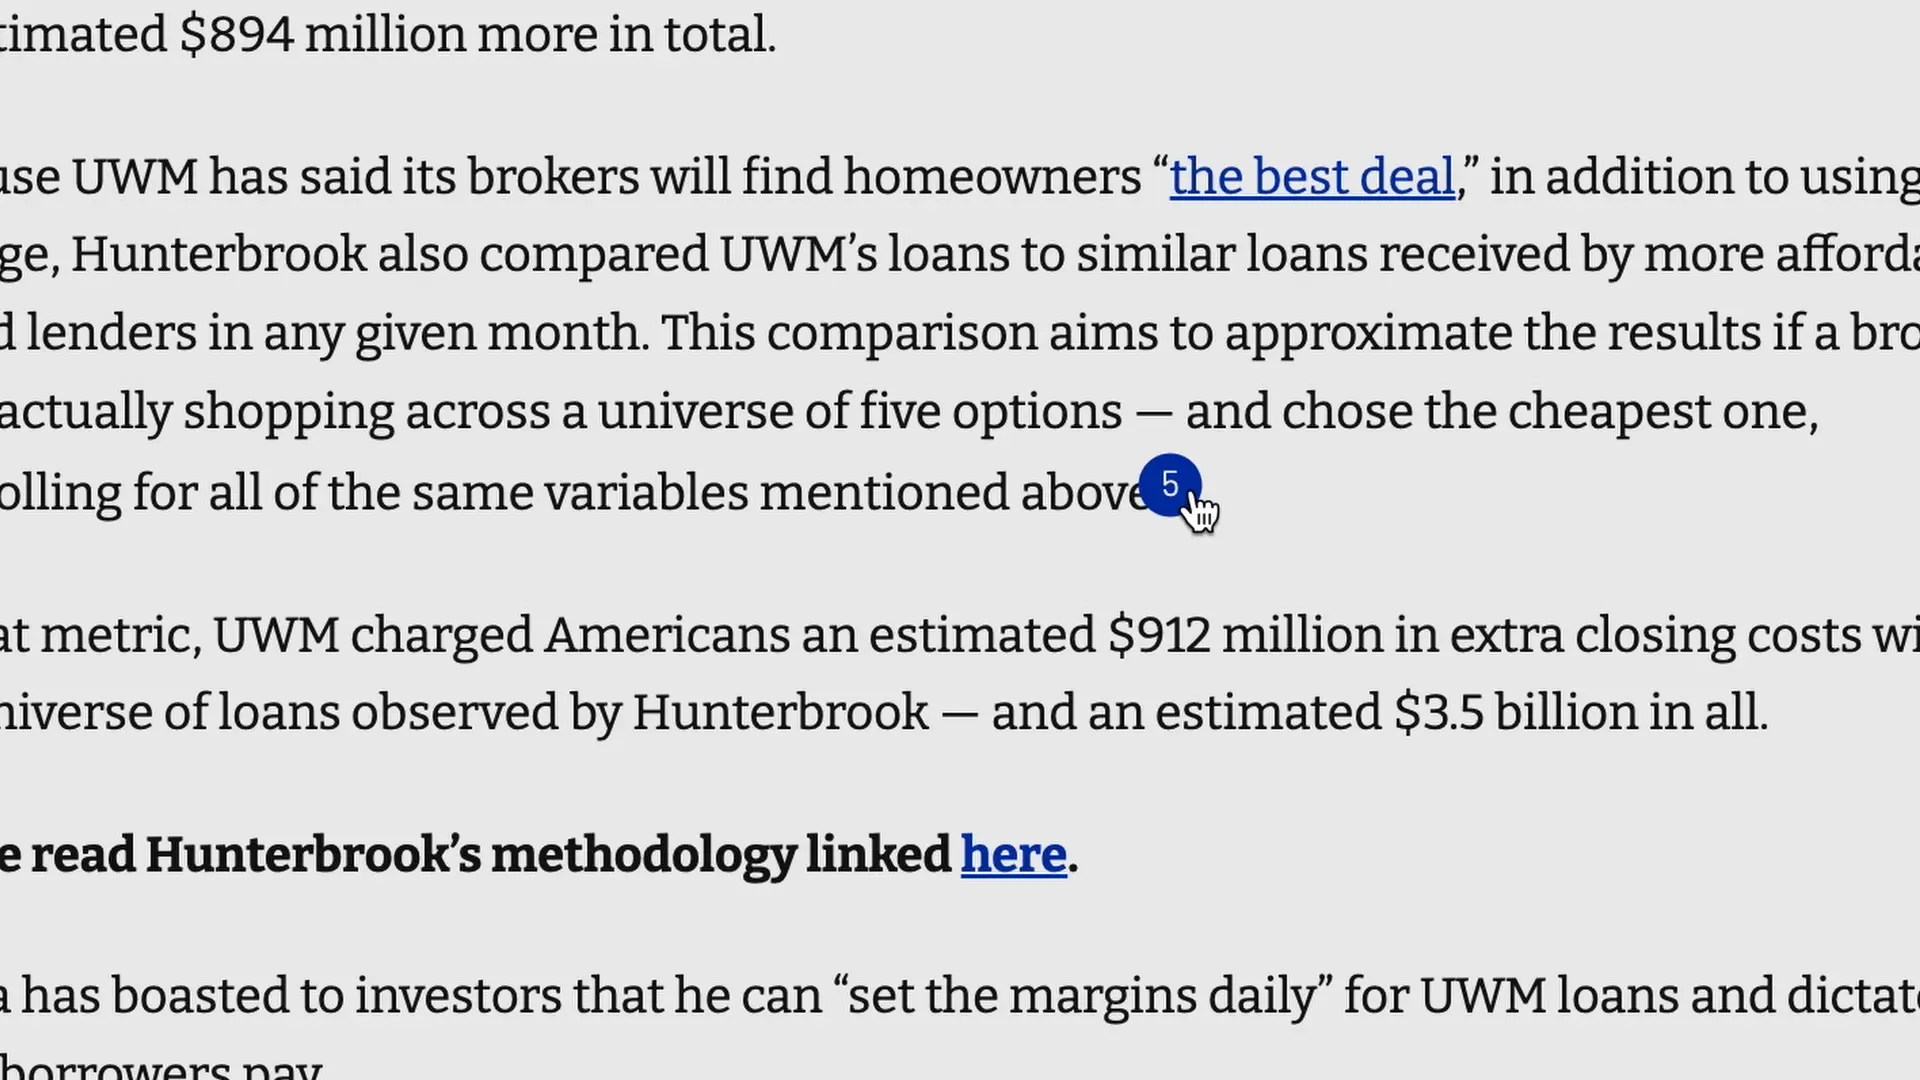 timated $894 million more in total.
use UWM has said its brokers will find homeowners “the best deal,” in addition to using
ge, Hunterbrook also compared UWM’s loans to similar loans received by more afforda
d lenders in any given month. This comparison aims to approximate the results if a bro
actually shopping across a universe of five options — and chose the cheapest one,
olling for all of the same variables mentioned above 5
at metric, UWM charged Americans an estimated $912 million in extra closing costs wi
niverse of loans observed by Hunterbrook — and an estimated $3.5 billion in all.
e read Hunterbrook’s methodology linked here.
a has boasted to investors that he can “set the margins daily” for UWM loans and dictate
borrowers pay